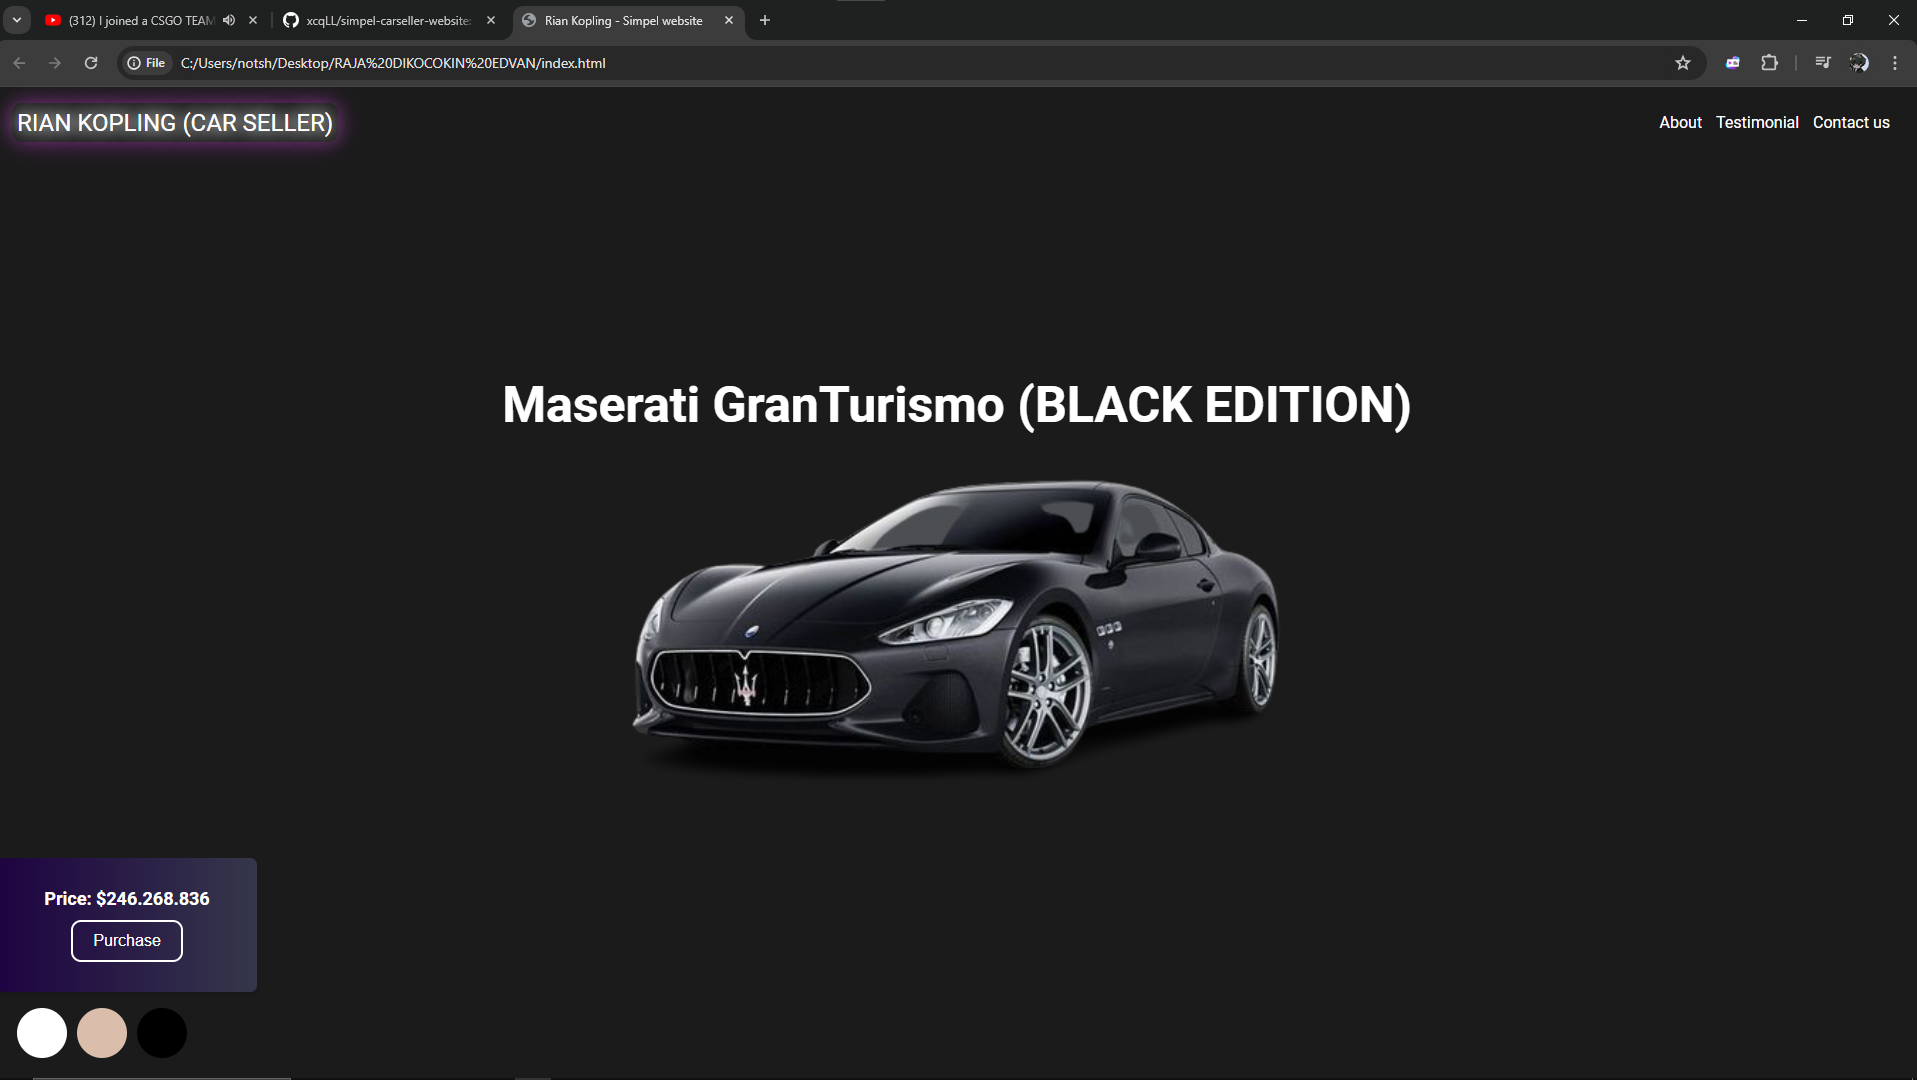 (312) I joined a CSGO TEAM
xcqLL/simpel-carseller-website:
Rian Kopling - Simpel website
File
C:/Users/notsh/Desktop/RAJA%20DIKOCOKIN%20EDVAN/index.html
RIAN KOPLING (CAR SELLER)
About
Testimonial
Contact us
Maserati GranTurismo (BLACK EDITION)
Price: $246.268.836
Purchase